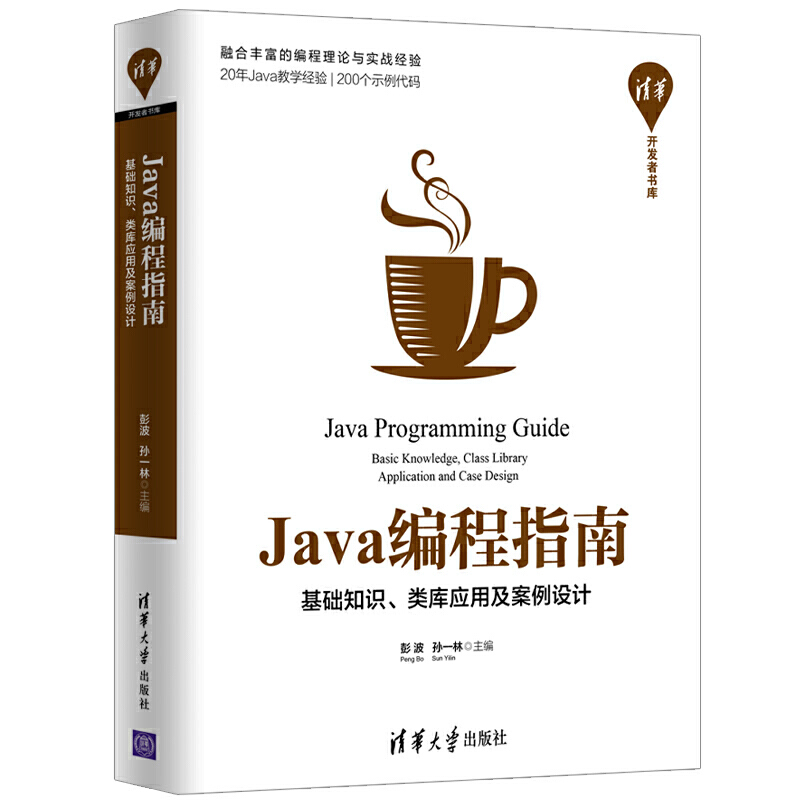 清华
开发者书库
Java编程指南
基础知识、类库应用及案例设计
彭波 孙一林◎主编
清华大学出版社
融合丰富的编程理论与实战经验
20年Java教学经验 | 200个示例代码
清华
开发者书库
Java Programming Guide
Basic Knowledge, Class Library
Application and Case Design
Java编程指南
基础知识、类库应用及案例设计
彭波 孙一林◎主编
Peng Bo Sun Yilin
清华大学出版社